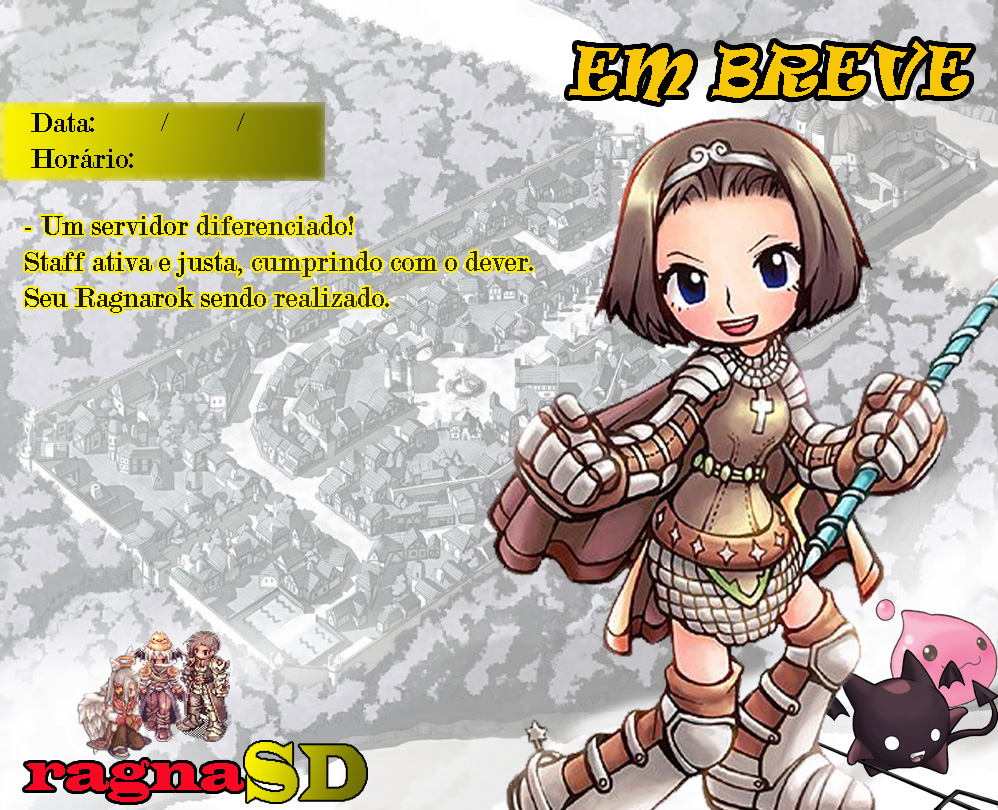 EM BREVE
Data: / /
Horário:
- Um servidor diferenciado!
Staff ativa e justa, cumprindo com o dever.
Seu Ragnarok sendo realizado.
ragnaSD